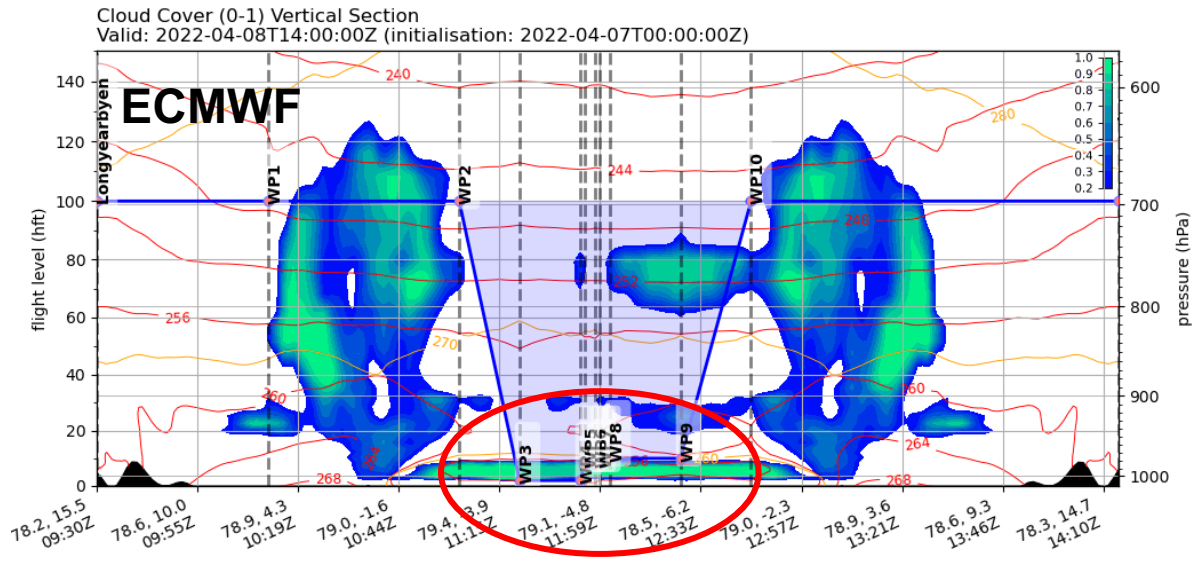 Cloud Cover (0-1) Vertical Section
Valid: 2022-04-08T14:00:00Z (initialisation: 2022-04-07T00:00:00Z)
ECMWF
Longyearbyen
WP1
WP2
WP3
WP8
WP9
WP10
240
244
248
252
256
260
264
268
270
280
260
264
268
260
1.0
0.9
0.8
0.7
0.6
0.5
0.4
0.3
0.2
flight level (hft)
140
120
100
80
60
40
20
0
pressure (hPa)
600
700
800
900
1000
78.2, 15.5
09:30Z
78.6, 10.0
09:55Z
78.9, 4.3
10:19Z
79.0, -1.6
10:44Z
11:13Z
79.1, -4.8
11:59Z
78.5, -6.2
12:33Z
79.0, -2.3
12:57Z
78.9, 3.6
13:21Z
78.6, 9.3
13:46Z
78.3, 14.7
14:10Z